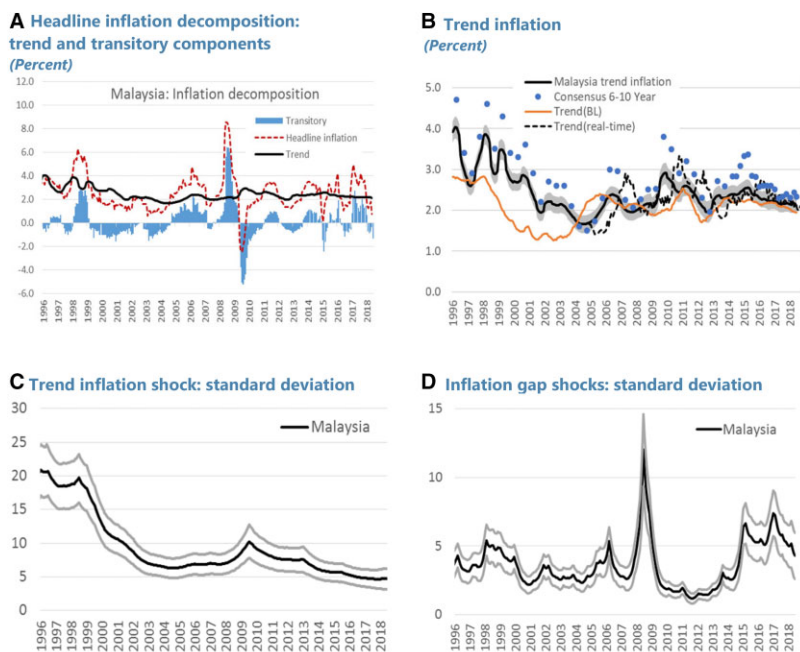 A Headline inflation decomposition:
trend and transitory components
(Percent)
12.0
10.0
8.0
6.0
4.0
2.0
0.0
-2.0
-4.0
-6.0
Malaysia: Inflation decomposition
Transitory
Headline inflation
Trend
1996 1997 1998 1999 2000 2001 2002 2003 2004 2005 2006 2007 2008 2009 2010 2011 2012 2013 2014 2015 2016 2017 2018
B Trend inflation
(Percent)
5.0
4.0
3.0
2.0
1.0
0.0
Malaysia trend inflation
Consensus 6-10 Year
Trend(BL)
Trend(real-time)
1996 1997 1998 1999 2000 2001 2002 2003 2004 2005 2006 2007 2008 2009 2010 2011 2012 2013 2014 2015 2016 2017 2018
C Trend inflation shock: standard deviation
30
25
20
15
10
5
0
Malaysia
1996 1997 1998 1999 2000 2001 2002 2003 2004 2005 2006 2007 2008 2009 2010 2011 2012 2013 2014 2015 2016 2017 2018
D Inflation gap shocks: standard deviation
15
10
5
0
Malaysia
1996 1997 1998 1999 2000 2001 2002 2003 2004 2005 2006 2007 2008 2009 2010 2011 2012 2013 2014 2015 2016 2017 2018